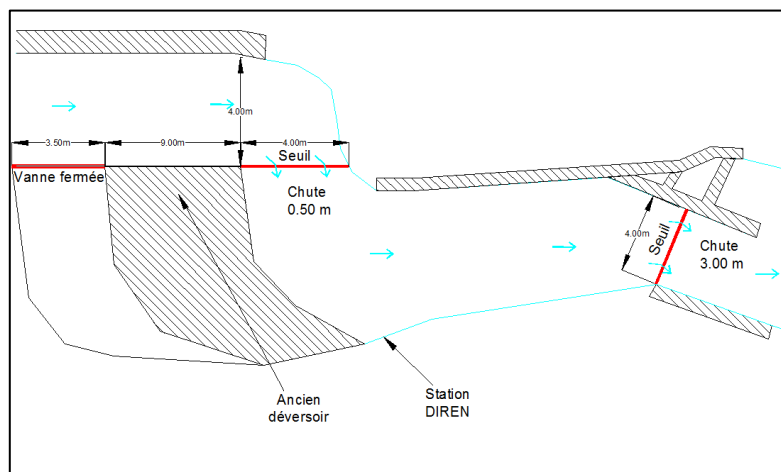 4.00m
3.50m
9.00m
4.00m
Vanne fermée
Seuil
Chute
0.50 m
4.00m
Seuil
Chute
3.00 m
Ancien
déversoir
Station
DIREN